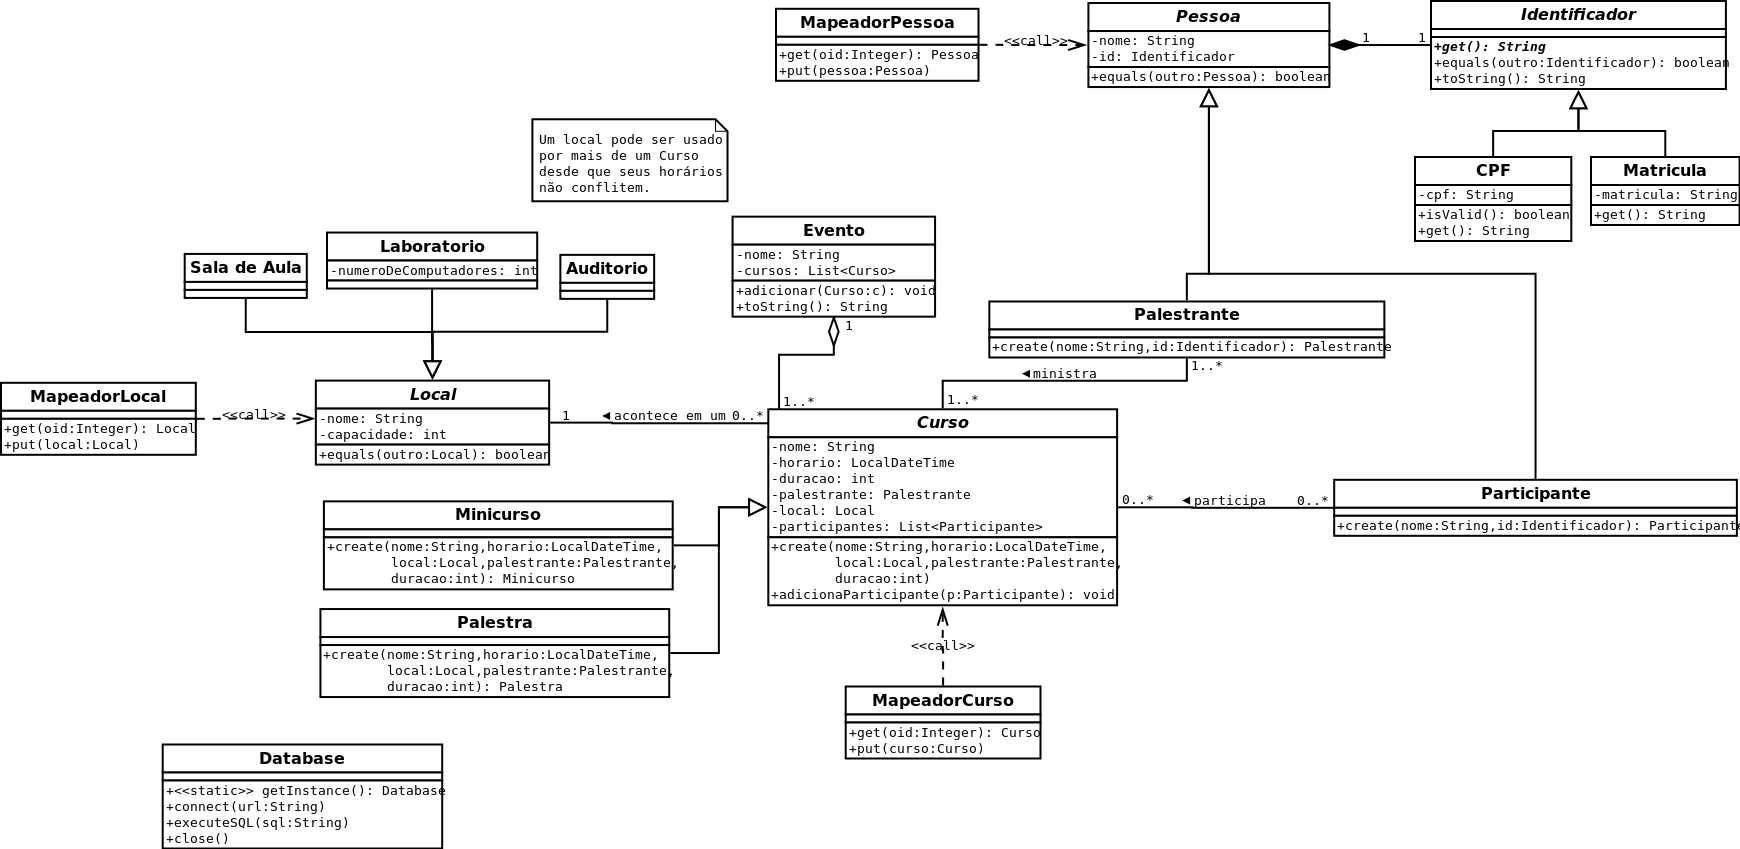 MapeadorPessoa
+get(oid:Integer): Pessoa
+put(pessoa:Pessoa)
<<call>>
Pessoa
-nome: String
-id: Identificador
+equals(outro:Pessoa): boolean
1
1
Identificador
+get(): String
+equals(outro:Identificador): boolean
+toString(): String
CPF
-cpf: String
+isValid(): boolean
+get(): String
Matricula
-matricula: String
+get(): String
Um local pode ser usado
por mais de um Curso
desde que seus horários
não conflitem.
Sala de Aula
Laboratorio
-numeroDeComputadores: int
Auditorio
Evento
-nome: String
-cursos: List<Curso>
+adicionar(Curso:c): void
+toString(): String
1
1..*
Palestrante
+create(nome:String,id:Identificador): Palestrante
1..*
ministra
1..*
MapeadorLocal
+get(oid:Integer): Local
+put(local:Local)
<<call>>
Local
-nome: String
-capacidade: int
+equals(outro:Local): boolean
1
acontece em um
0..*
Curso
-nome: String
-horario: LocalDateTime
-duracao: int
-palestrante: Palestrante
-local: Local
-participantes: List<Participante>
+create(nome:String,horario:LocalDateTime,
local:Local,palestrante:Palestrante,
duracao:int)
+adicionaParticipante(p:Participante): void
0..*
participa
0..*
Participante
+create(nome:String,id:Identificador): Participante
Minicurso
+create(nome:String,horario:LocalDateTime,
local:Local,palestrante:Palestrante,
duracao:int): Minicurso
Palestra
+create(nome:String,horario:LocalDateTime,
local:Local,palestrante:Palestrante,
duracao:int): Palestra
<<call>>
MapeadorCurso
+get(oid:Integer): Curso
+put(curso:Curso)
Database
+<<static>> getInstance(): Database
+connect(url:String)
+executeSQL(sql:String)
+close()